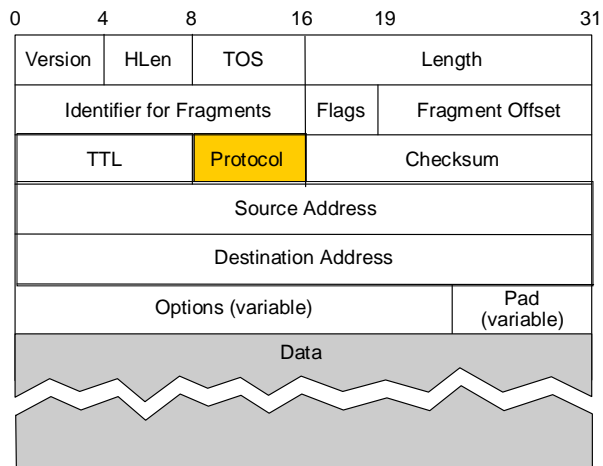 0 4 8 16 19 31
Version HLen TOS Length
Identifier for Fragments Flags Fragment Offset
TTL Protocol Checksum
Source Address
Destination Address
Options (variable) Pad
(variable)
Data